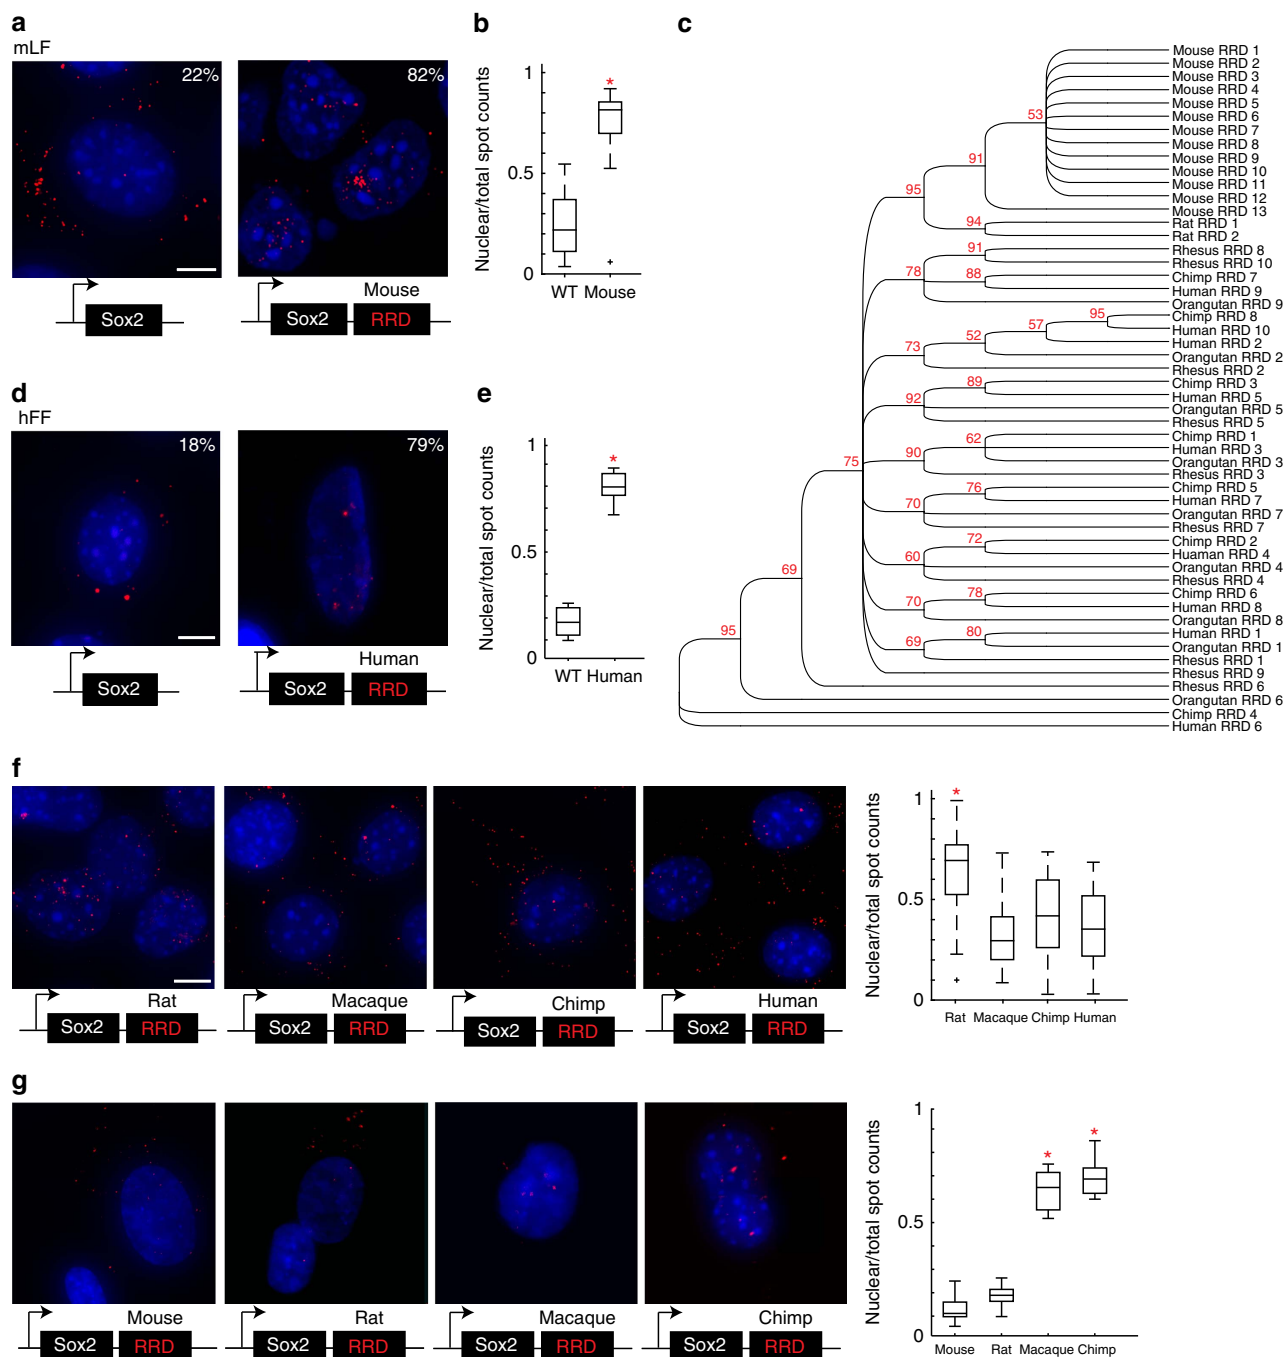 a
mLF
22%
82%
Sox2
Mouse
Sox2 RRD
b
Nuclear/total spot counts
1
0.5
0
*
WT Mouse
c
Mouse RRD 1
Mouse RRD 2
Mouse RRD 3
Mouse RRD 4
Mouse RRD 5
Mouse RRD 6
Mouse RRD 7
Mouse RRD 8
Mouse RRD 9
Mouse RRD 10
Mouse RRD 11
Mouse RRD 12
Mouse RRD 13
Rat RRD 1
Rat RRD 2
Rhesus RRD 8
Rhesus RRD 10
Chimp RRD 7
Human RRD 9
Orangutan RRD 9
Chimp RRD 8
Human RRD 10
Human RRD 2
Orangutan RRD 2
Rhesus RRD 2
Chimp RRD 3
Human RRD 5
Orangutan RRD 5
Rhesus RRD 5
Chimp RRD 1
Human RRD 3
Orangutan RRD 3
Rhesus RRD 3
Chimp RRD 5
Human RRD 7
Orangutan RRD 7
Rhesus RRD 7
Chimp RRD 2
Huaman RRD 4
Orangutan RRD 4
Rhesus RRD 4
Chimp RRD 6
Human RRD 8
Orangutan RRD 8
Human RRD 1
Orangutan RRD 1
Rhesus RRD 1
Rhesus RRD 9
Rhesus RRD 6
Orangutan RRD 6
Chimp RRD 4
Human RRD 6
53
91
95
94
91
78
88
95
57
52
73
89
92
62
90
75
76
70
72
60
69
78
70
80
69
95
d
hFF
18%
79%
Sox2
Human
Sox2 RRD
e
Nuclear/total spot counts
1
0.5
0
*
WT Human
f
Rat
Sox2 RRD
Macaque
Sox2 RRD
Chimp
Sox2 RRD
Human
Sox2 RRD
Nuclear/total spot counts
1
0.5
0
*
Rat Macaque Chimp Human
g
Mouse
Sox2 RRD
Rat
Sox2 RRD
Macaque
Sox2 RRD
Chimp
Sox2 RRD
Nuclear/total spot counts
1
0.5
0
* *
Mouse Rat Macaque Chimp